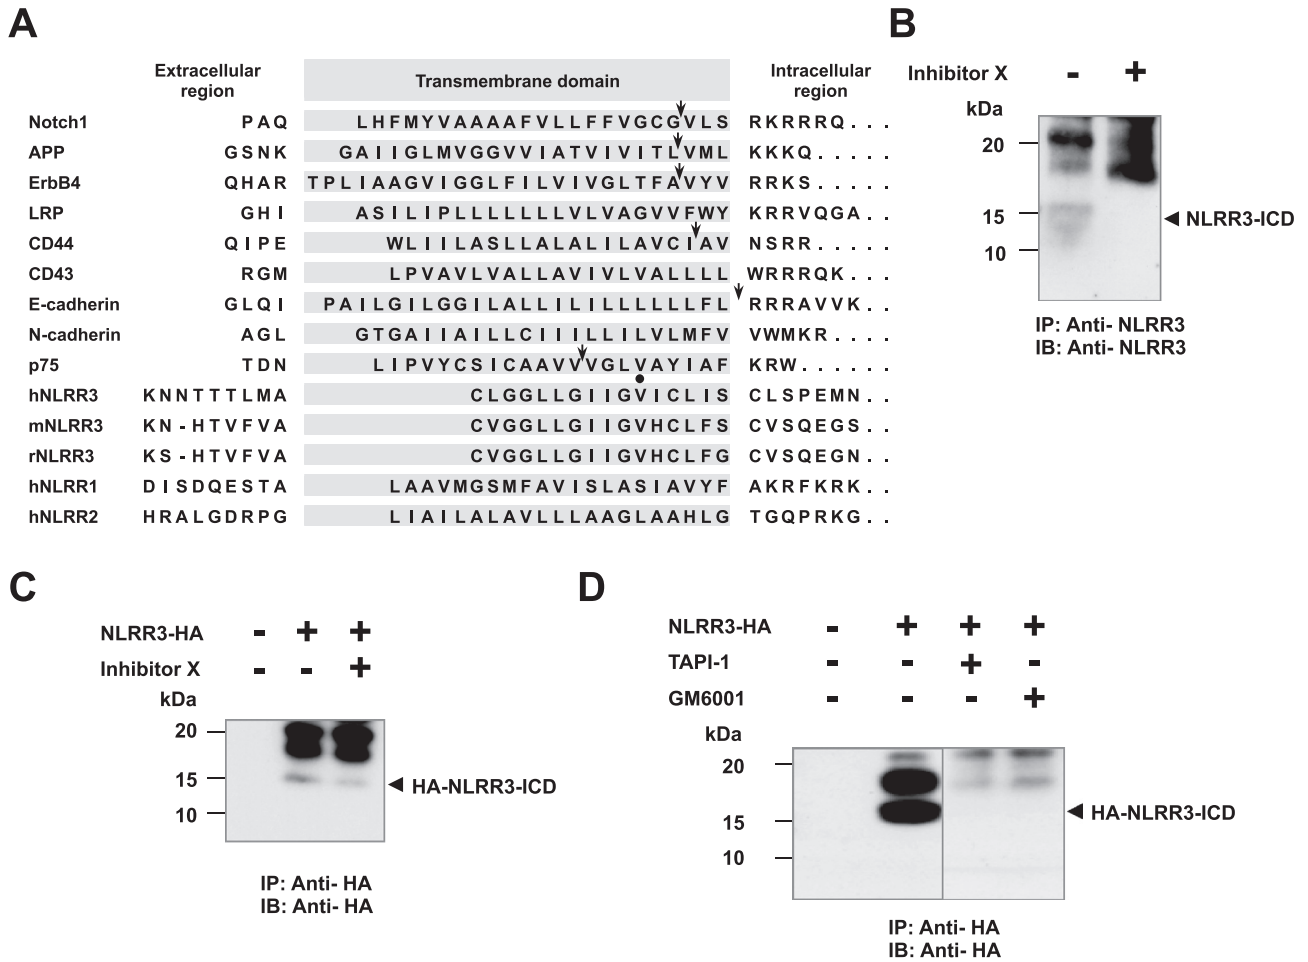 A
Extracellular region
Transmembrane domain
Intracellular region
Notch1 PAQ LHFMYVAAAAFVLLFFVGCGVLS RKRRRQ...
APP GSNK GAIIGLMVGGVVIATVIVITLVML KKKQ.....
ErbB4 QHAR TPLIAAGVIGGLFILVIVGLTFAVYV RRKS.....
LRP GHI ASILIPLLLLLLLVLVAGVVFWY KRRVQGA..
CD44 QIPE WLIILASLLALALILAVCIAV NSRR.....
CD43 RGM LPVAVLVALLAVIVLVALLLL WRRRQK...
E-cadherin GLQI PAILGILGGILALLILILLLLLLFL RRRAVVK..
N-cadherin AGL GTGAIIAILLCIIILLILVLMFV VWMKR....
p75 TDN LIPVYCSICAAVVVGLVAYIAF KRW......
hNLRR3 KNNTTTLMA CLGGLLGIIGVICLIS CLSPEMN..
mNLRR3 KN-HTVFVA CVGGLLGIIGVHCLFS CVSQEGS..
rNLRR3 KS-HTVFVA CVGGLLGIIGVHCLFG CVSQEGN..
hNLRR1 DISDQESTA LAAVMGSMFAVISLASIAVYF AKRFKRK..
hNLRR2 HRALGDRPG LIAILALAVLLLAAGLAAHLG TGQPRKG..
B
Inhibitor X - +
kDa
20
15
NLRR3-ICD
10
IP: Anti- NLRR3
IB: Anti- NLRR3
C
NLRR3-HA - + +
Inhibitor X - - +
kDa
20
15
HA-NLRR3-ICD
10
IP: Anti- HA
IB: Anti- HA
D
NLRR3-HA - + + +
TAPI-1 - - + -
GM6001 - - - +
kDa
20
HA-NLRR3-ICD
15
10
IP: Anti- HA
IB: Anti- HA